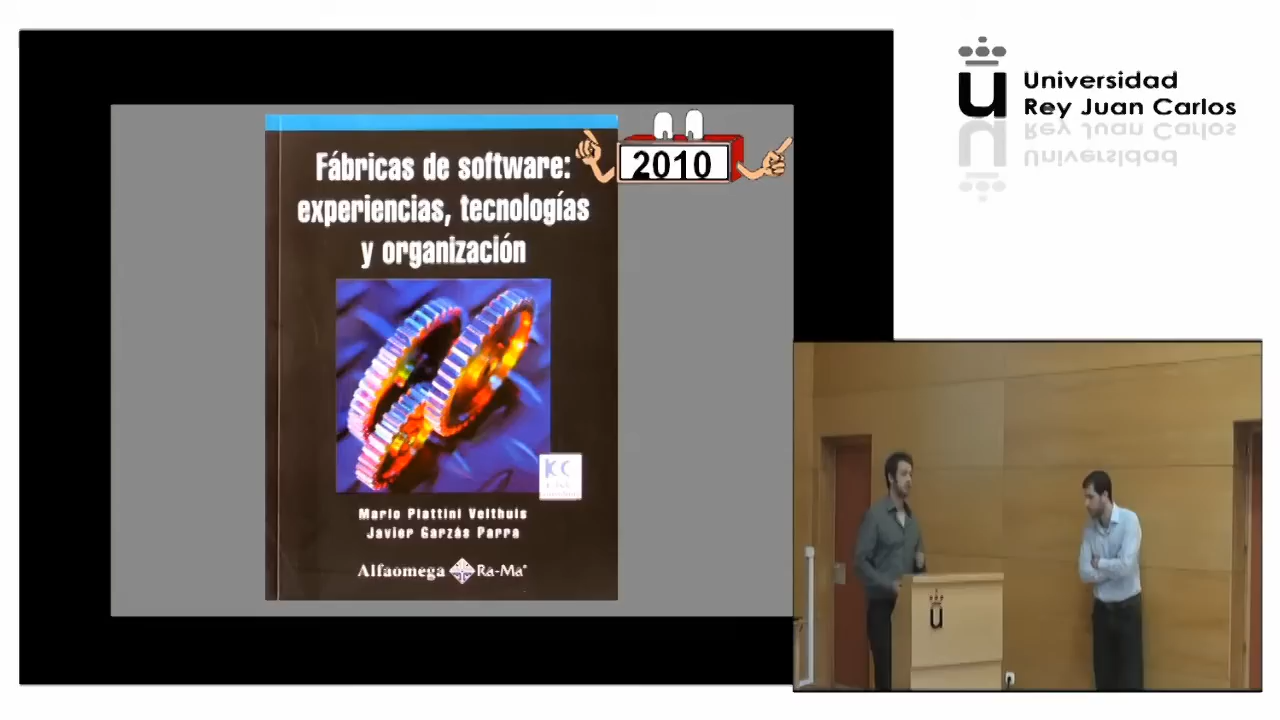 Fábricas de software:
experiencias, tecnologías
y organización
2010
KC
Mario Piattini Velthuis
Javier Garzás Parra
Alfaomega Ra-Ma®
Universidad
Rey Juan Carlos